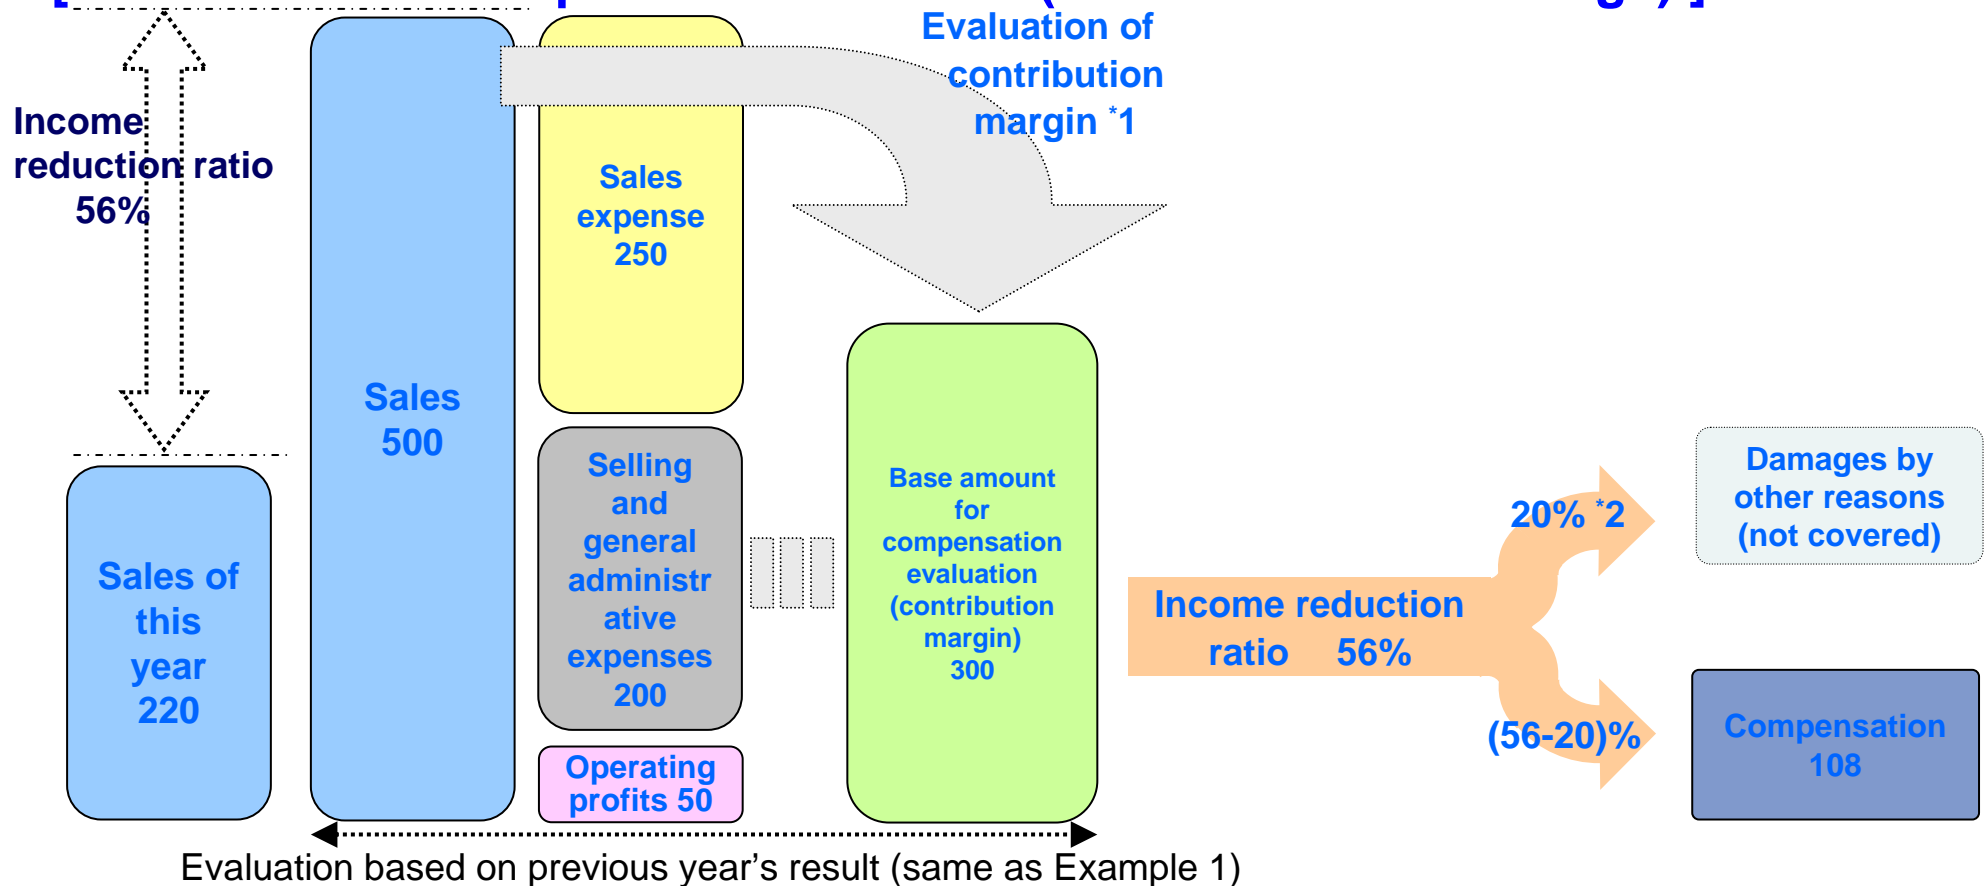 Evaluation of
contribution
margin *1
Income
reduction ratio
56%
Sales
expense
250
Sales
500
Selling
and
general
administr
ative
expenses
200
Operating
profits 50
Sales of
this
year
220
Base amount
for
compensation
evaluation
(contribution
margin)
300
Income reduction
ratio 56%
20% *2
(56-20)%
Damages by
other reasons
(not covered)
Compensation
108
Evaluation based on previous year’s result (same as Example 1)